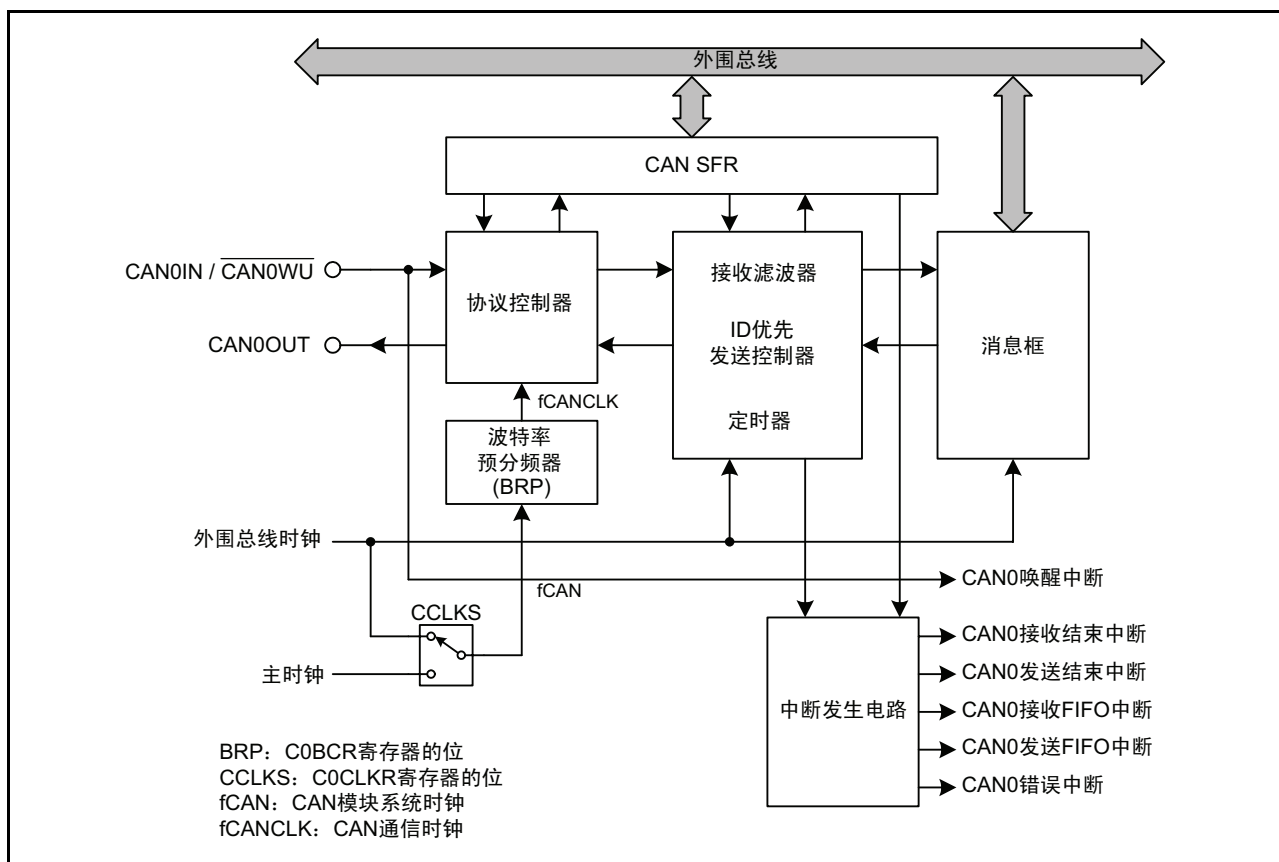 外围总线
CAN SFR
CAN0IN / CAN0WU
CAN0OUT
协议控制器
接收滤波器
ID优先
发送控制器
定时器
消息框
fCANCLK
波特率
预分频器
(BRP)
外围总线时钟
fCAN
CCLKS
主时钟
CAN0唤醒中断
中断发生电路
CAN0接收结束中断
CAN0发送结束中断
CAN0接收FIFO中断
CAN0发送FIFO中断
CAN0错误中断
BRP：C0BCR寄存器的位
CCLKS：C0CLKR寄存器的位
fCAN：CAN模块系统时钟
fCANCLK：CAN通信时钟